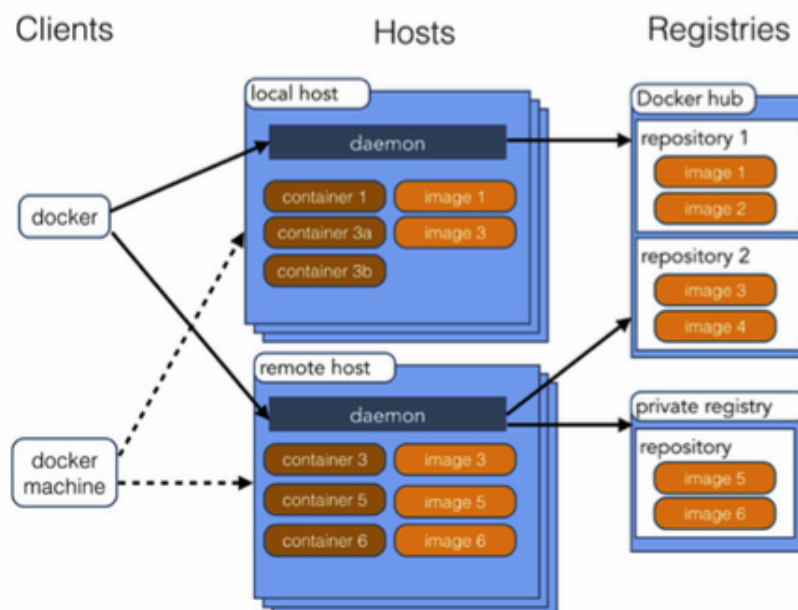 Clients
Hosts
Registries
docker
docker
machine
local host
daemon
container 1
image 1
container 3a
image 3
container 3b
remote host
daemon
container 3
image 3
container 5
image 5
container 6
image 6
Docker hub
repository 1
image 1
image 2
repository 2
image 3
image 4
private registry
repository
image 5
image 6